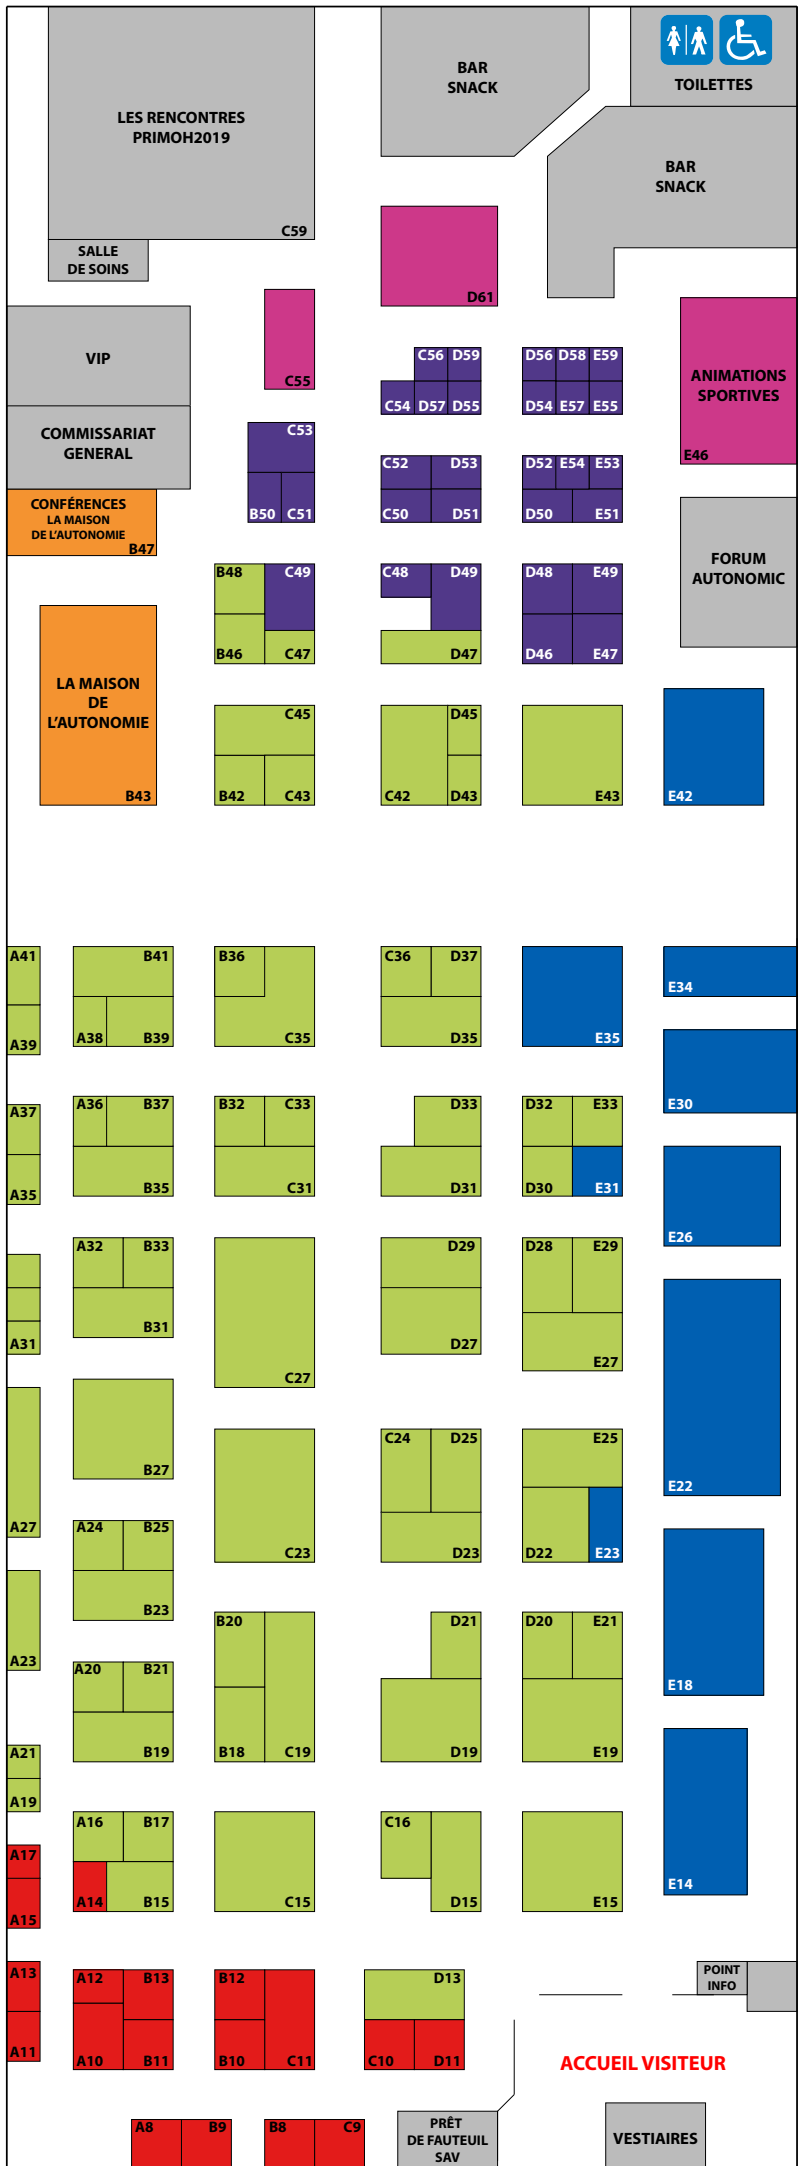 BAR
SNACK
TOILETTES
LES RENCONTRES
PRIMOH2019
BAR
SNACK
C59
SALLE
DE SOINS
D61
VIP
C55
C56 D59
D56 D58 E59
ANIMATIONS
SPORTIVES
C54 D57 D55
D54 E57 E55
COMMISSARIAT
GENERAL
C53
E46
C52 D53
D52 E54 E53
CONFÉRENCES
LA MAISON
DE L'AUTONOMIE
B47
B50 C51
C50 D51
D50 E51
FORUM
AUTONOMIC
B48 C49
C48 D49
D48 E49
B46 C47
D47
D46 E47
LA MAISON
DE
L'AUTONOMIE
B43
C45
D45
B42 C43
C42 D43
E43
E42
A41
B41
B36
C36 D37
E34
A39
A38 B39
C35
D35
E35
A37
A36 B37
B32 C33
D33
D32 E33
E30
A35
B35
C31
D31
D30 E31
A32 B33
D29
D28 E29
E26
A31
B31
D27
E27
C27
B27
C24 D25
E25
E22
A27
A24 B25
C23
D23
D22 E23
B23
B20
D21
D20 E21
A23
A20 B21
E18
A21
B19
B18 C19
D19
E19
A19
A16 B17
C16
A17
E14
A15
A14 B15
C15
D15
E15
A13
A12 B13
B12
D13
POINT
INFO
A11
A10 B11
B10 C11
C10 D11
ACCUEIL VISITEUR
A8 B9
B8 C9
PRÊT
DE FAUTEUIL
SAV
VESTIAIRES